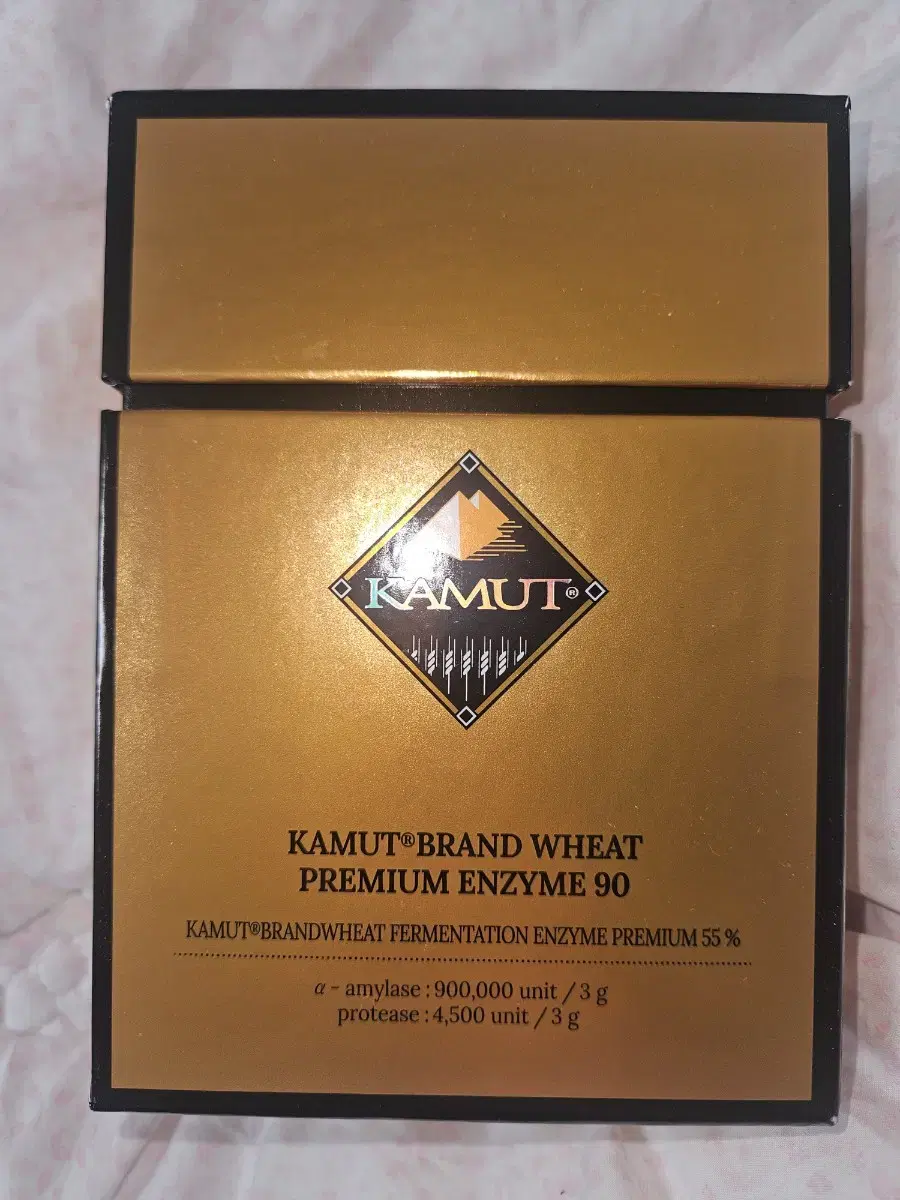 KAMUT®
KAMUT®BRAND WHEAT
PREMIUM ENZYME 90
KAMUT®BRANDWHEAT FERMENTATION ENZYME PREMIUM 55 %
α - amylase : 900,000 unit / 3 g
protease : 4,500 unit / 3 g